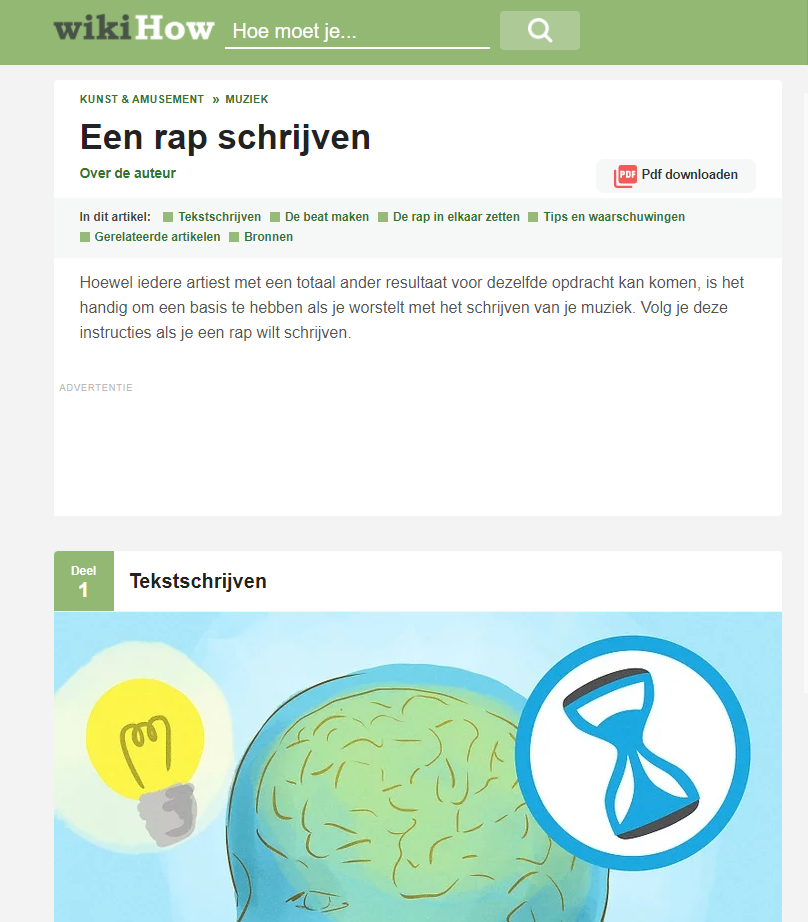 wikiHow Hoe moet je...
KUNST & AMUSEMENT » MUZIEK
Een rap schrijven
Over de auteur
PDF Pdf downloaden
In dit artikel: Tekstschrijven De beat maken De rap in elkaar zetten Tips en waarschuwingen
Gerelateerde artikelen Bronnen
Hoewel iedere artiest met een totaal ander resultaat voor dezelfde opdracht kan komen, is het
handig om een basis te hebben als je worstelt met het schrijven van je muziek. Volg je deze
instructies als je een rap wilt schrijven.
ADVERTENTIE
Deel
1
Tekstschrijven